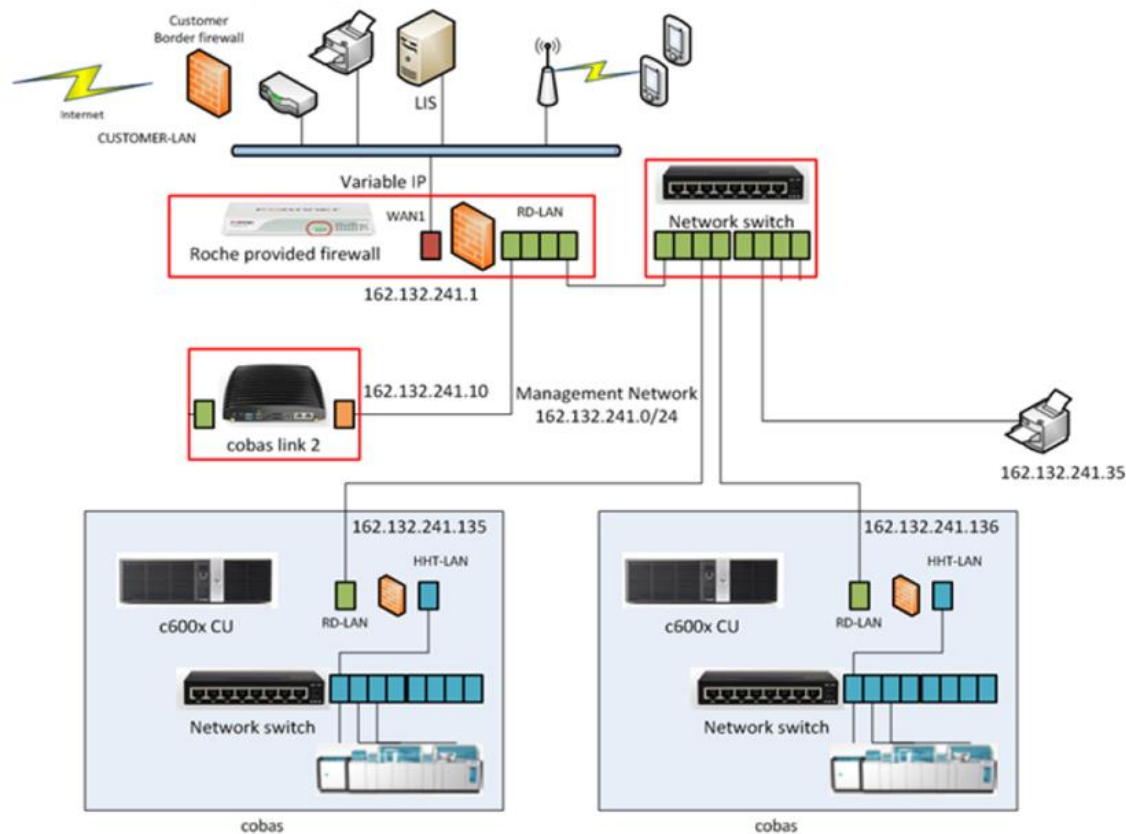 Customer
Border firewall
Internet
CUSTOMER-LAN
LIS
Variable IP
Network switch
WAN1
RD-LAN
Roche provided firewall
162.132.241.1
162.132.241.10
Management Network
162.132.241.0/24
cobas link 2
162.132.241.35
162.132.241.135
HHT-LAN
c600x CU
RD-LAN
Network switch
cobas
162.132.241.136
HHT-LAN
c600x CU
RD-LAN
Network switch
cobas